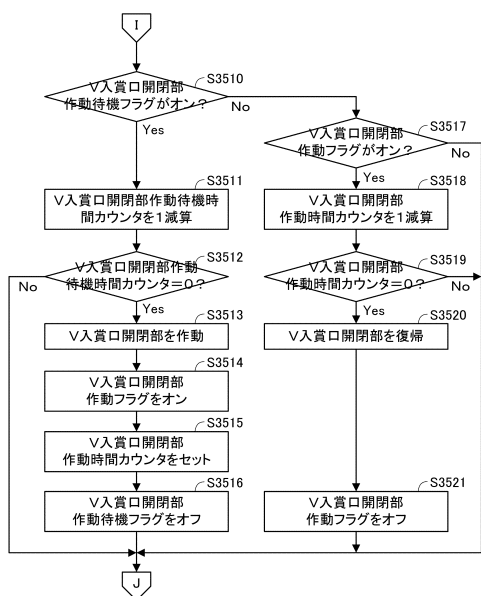 I
S3510
V入賞口開閉部
作動待機フラグがオン？
No
Yes
S3517
V入賞口開閉部
作動フラグがオン？
No
Yes
S3511
V入賞口開閉部作動待機時
間カウンタを1減算
S3518
V入賞口開閉部
作動時間カウンタを1減算
S3512
V入賞口開閉部作動
待機時間カウンタ=0？
No
Yes
S3519
V入賞口開閉部
作動時間カウンタ=0？
No
Yes
S3513
V入賞口開閉部を作動
S3520
V入賞口開閉部を復帰
S3514
V入賞口開閉部
作動フラグをオン
S3515
V入賞口開閉部
作動時間カウンタをセット
S3516
V入賞口開閉部
作動待機フラグをオフ
S3521
V入賞口開閉部
作動フラグをオフ
J